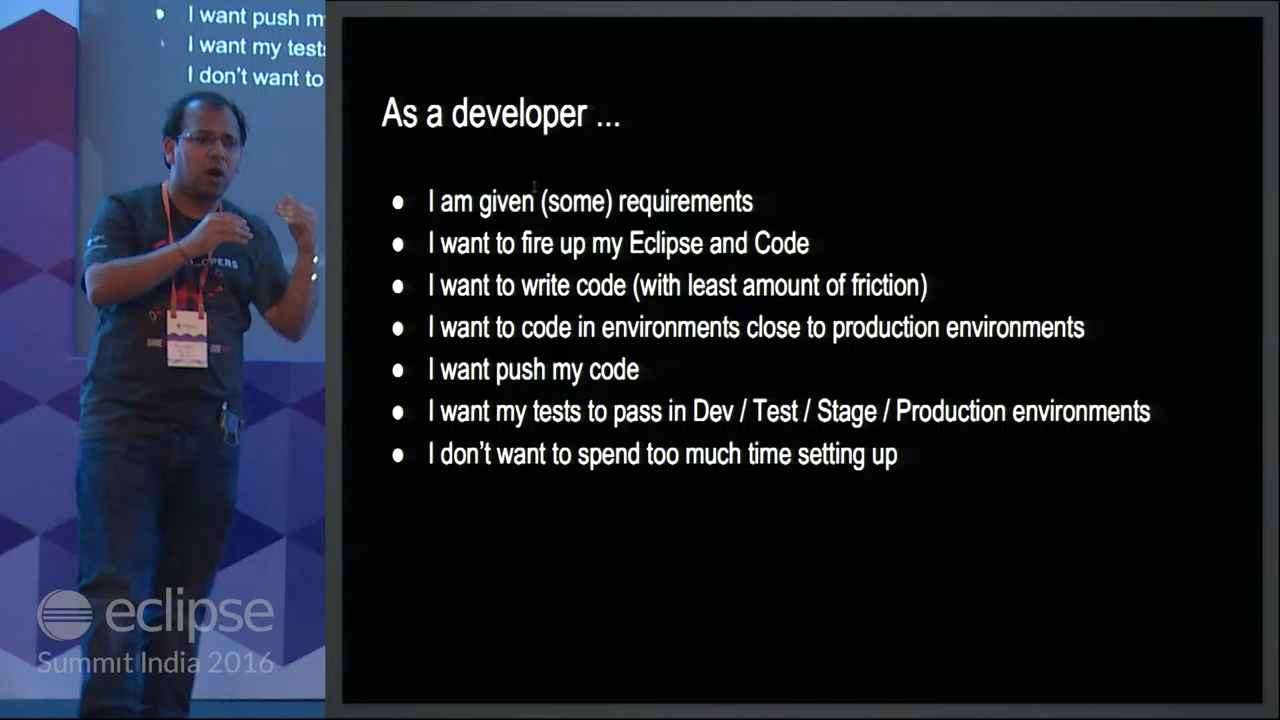 I want push m
I want my tests
I don't want to
As a developer ...
● I am given (some) requirements
● I want to fire up my Eclipse and Code
● I want to write code (with least amount of friction)
● I want to code in environments close to production environments
● I want push my code
● I want my tests to pass in Dev / Test / Stage / Production environments
● I don't want to spend too much time setting up
OPERS
eclipse
Summit India 2016